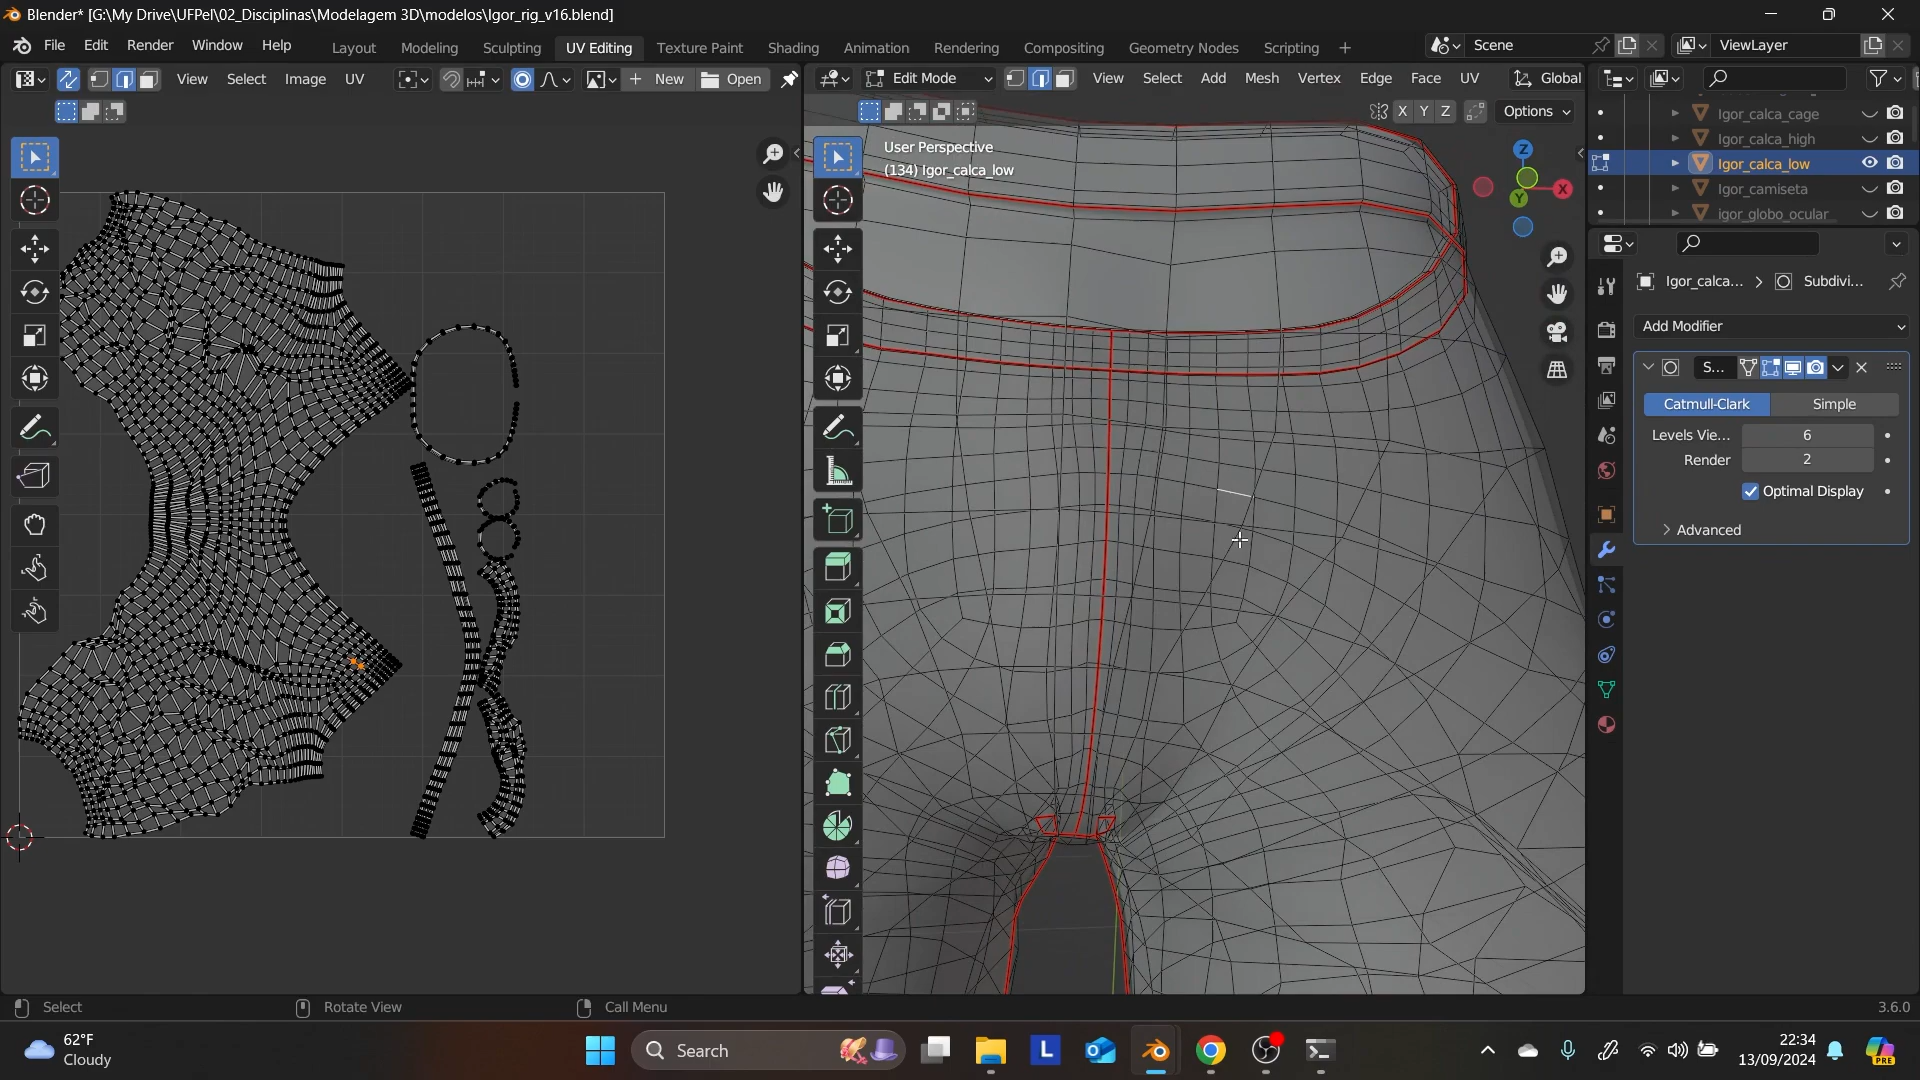 Blender* [G:\My Drive\UFPel\02_Disciplinas\Modelagem 3D\modelos\Igor_rig_v16.blend]
File Edit Render Window Help Layout Modeling Sculpting UV Editing Texture Paint Shading Animation Rendering Compositing Geometry Nodes Scripting + Scene ViewLayer
View Select Image UV New Open Edit Mode View Select Add Mesh Vertex Edge Face UV Global
X Y Z Options
User Perspective
(134) Igor_calca_low
Z
X
Y
Igor_calca_cage
Igor_calca_high
Igor_calca_low
Igor_camiseta
igor_globo_ocular
Igor_calca... > Subdivi...
Add Modifier
S...
Catmull-Clark Simple
Levels Vie... 6
Render 2
Optimal Display
Advanced
Select Rotate View Call Menu 3.6.0
62°F
Cloudy
Search
L
22:34
13/09/2024
PRE